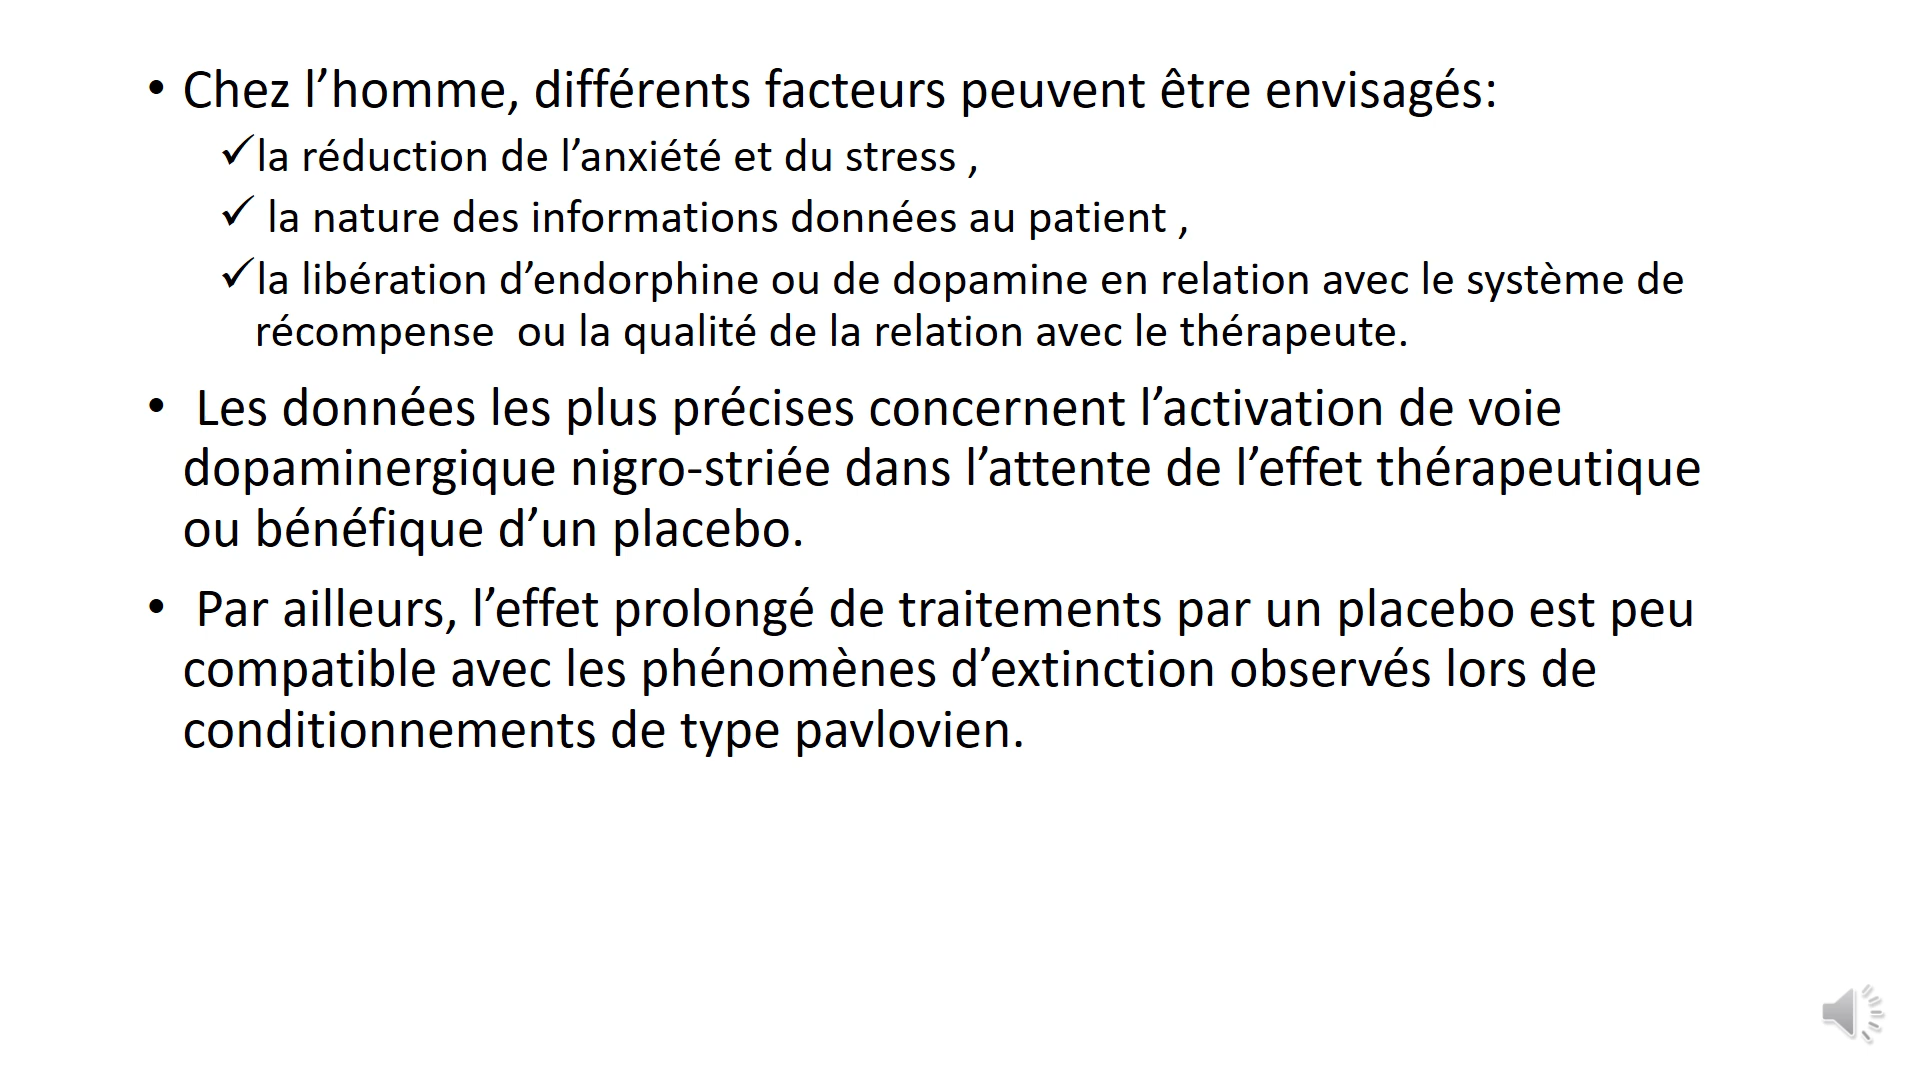 • Chez l’homme, différents facteurs peuvent être envisagés:
✓la réduction de l’anxiété et du stress ,
✓ la nature des informations données au patient ,
✓la libération d’endorphine ou de dopamine en relation avec le système de
récompense  ou la qualité de la relation avec le thérapeute.
• Les données les plus précises concernent l’activation de voie
dopaminergique nigro-striée dans l’attente de l’effet thérapeutique
ou bénéfique d’un placebo.
• Par ailleurs, l’effet prolongé de traitements par un placebo est peu
compatible avec les phénomènes d’extinction observés lors de
conditionnements de type pavlovien.